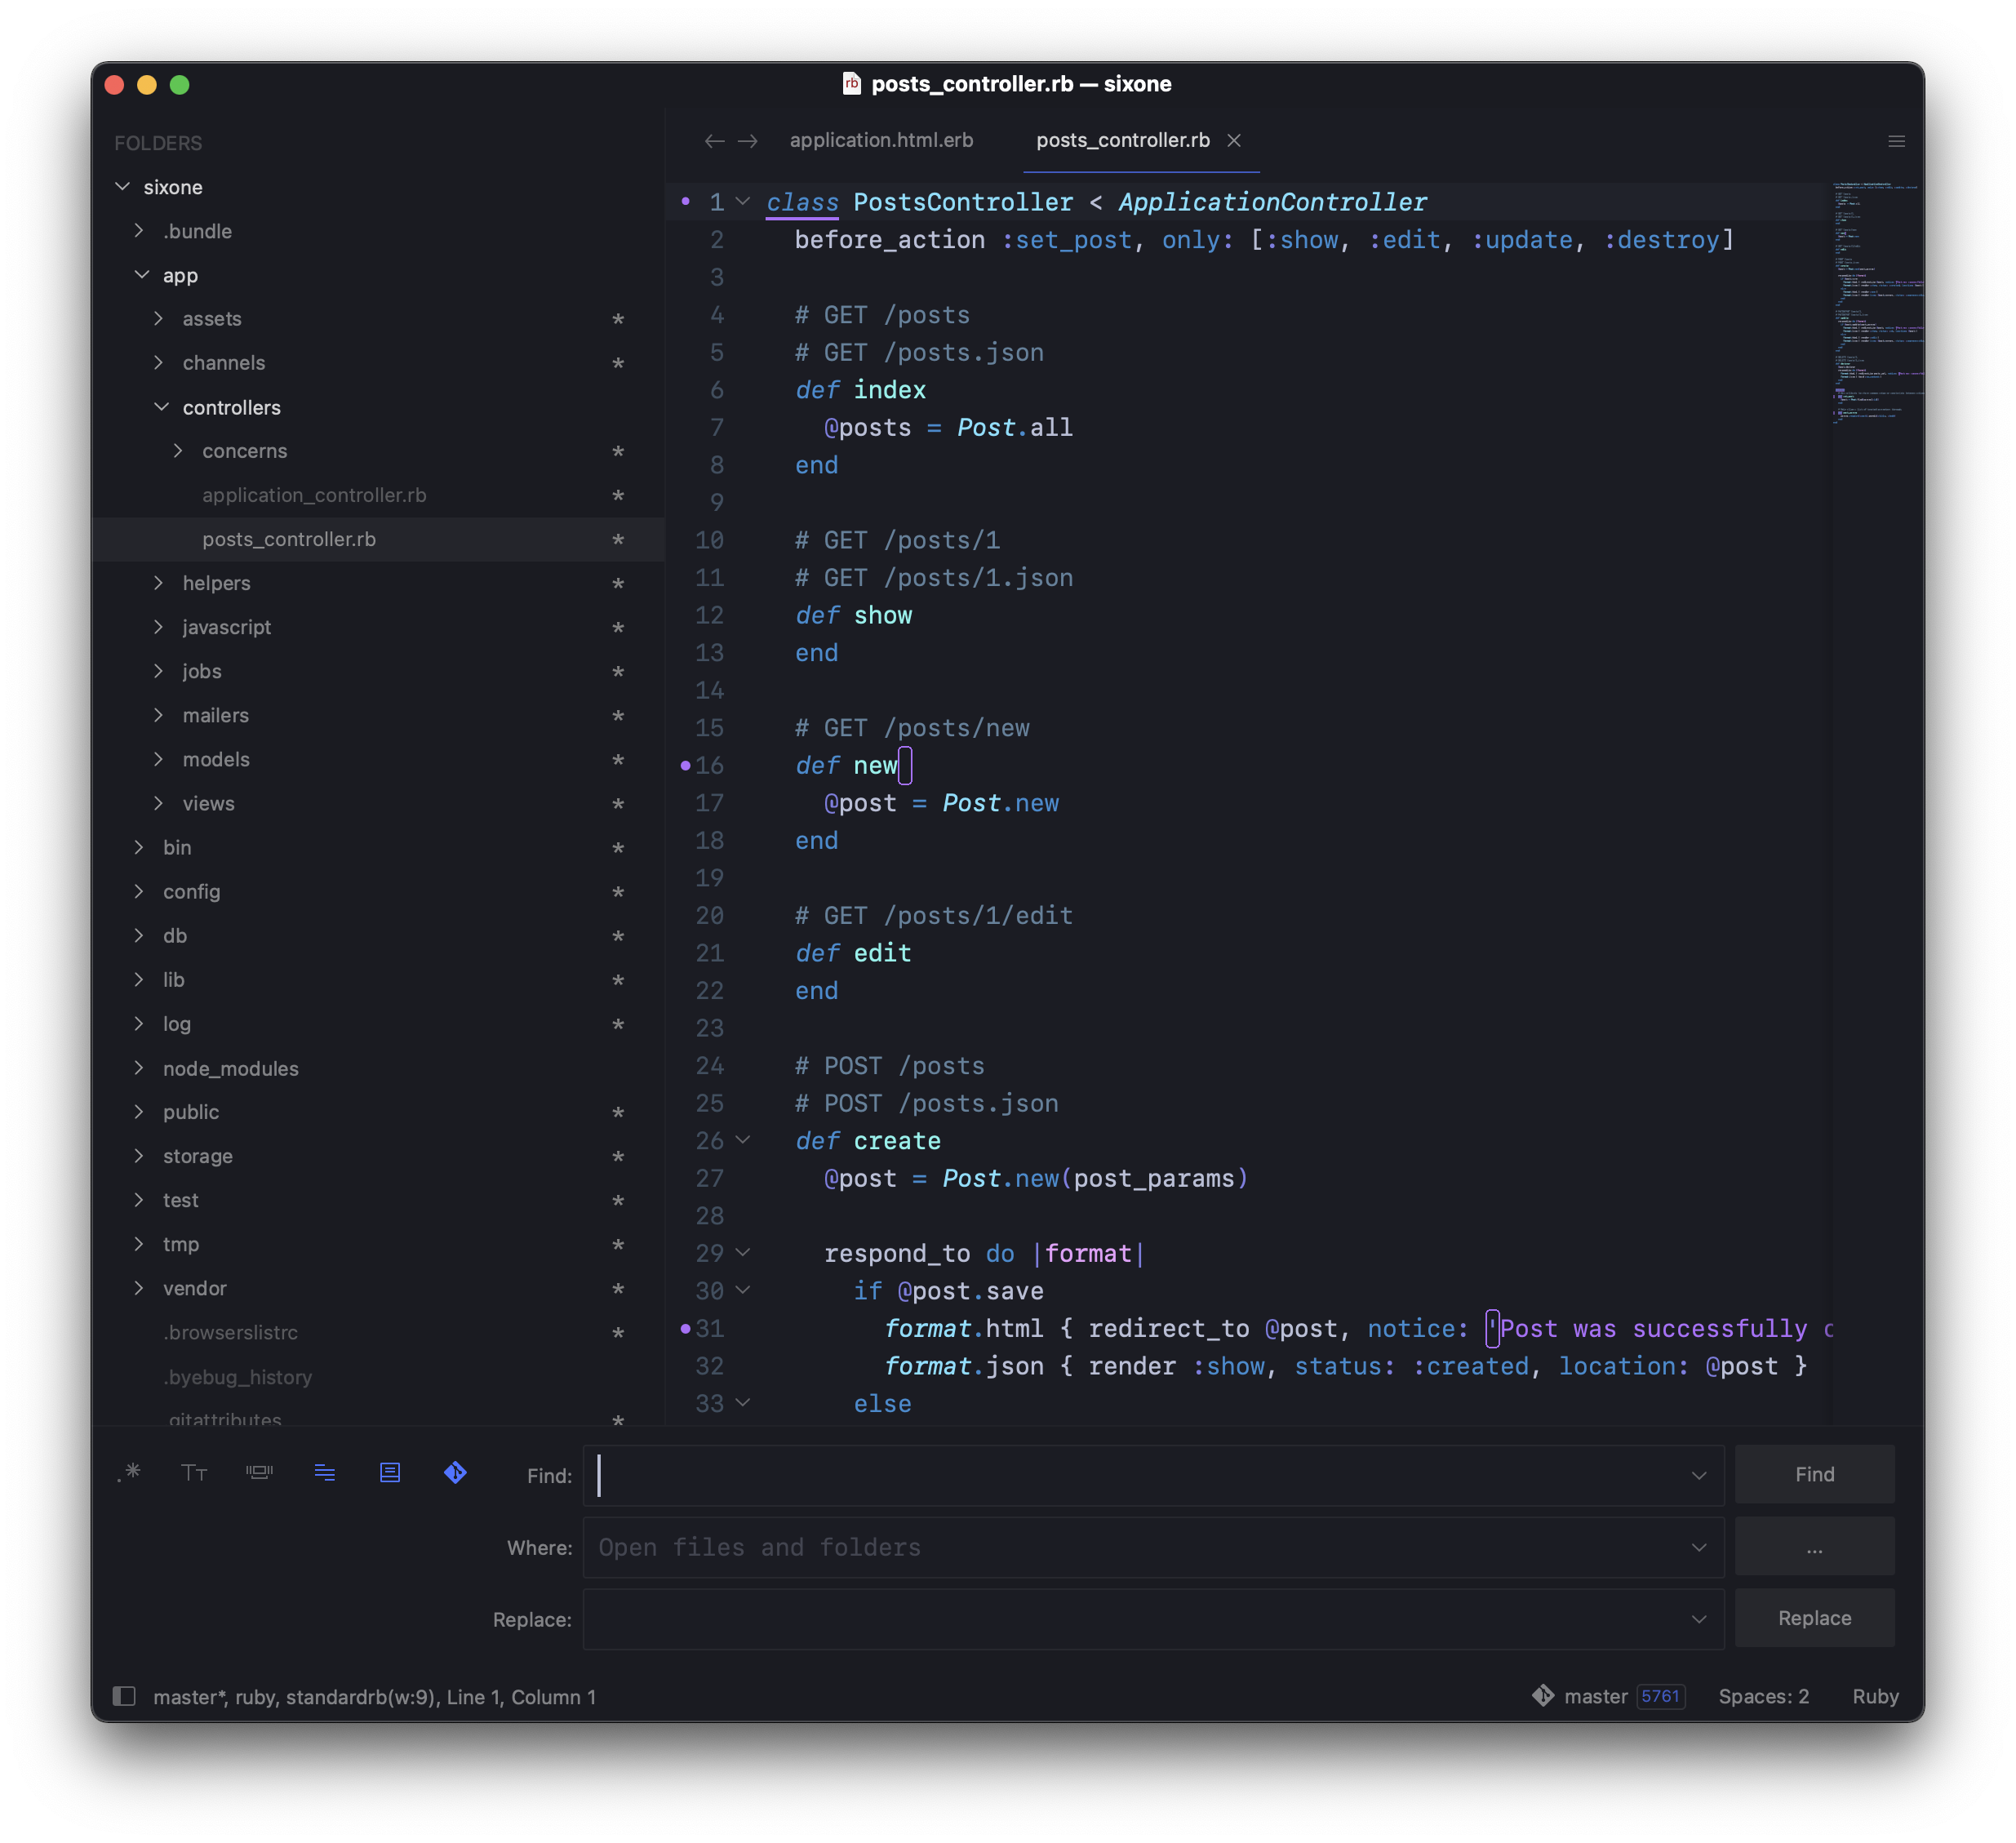 posts_controller.rb — sixone
FOLDERS
sixone
.bundle
app
assets *
channels *
controllers
concerns *
application_controller.rb *
posts_controller.rb *
helpers *
javascript *
jobs *
mailers *
models *
views *
bin *
config *
db *
lib *
log *
node_modules
public *
storage *
test *
tmp *
vendor *
.browserslistrc *
.byebug_history
.gitattributes *
application.html.erb posts_controller.rb
1 class PostsController < ApplicationController
2 before_action :set_post, only: [:show, :edit, :update, :destroy]
3
4 # GET /posts
5 # GET /posts.json
6 def index
7 @posts = Post.all
8 end
9
10 # GET /posts/1
11 # GET /posts/1.json
12 def show
13 end
14
15 # GET /posts/new
16 def new
17 @post = Post.new
18 end
19
20 # GET /posts/1/edit
21 def edit
22 end
23
24 # POST /posts
25 # POST /posts.json
26 def create
27 @post = Post.new(post_params)
28
29 respond_to do |format|
30 if @post.save
31 format.html { redirect_to @post, notice: 'Post was successfully c
32 format.json { render :show, status: :created, location: @post }
33 else
.* Tт
Find: Find
Where: Open files and folders ...
Replace: Replace
master*, ruby, standardrb(w:9), Line 1, Column 1
master 5761 Spaces: 2 Ruby